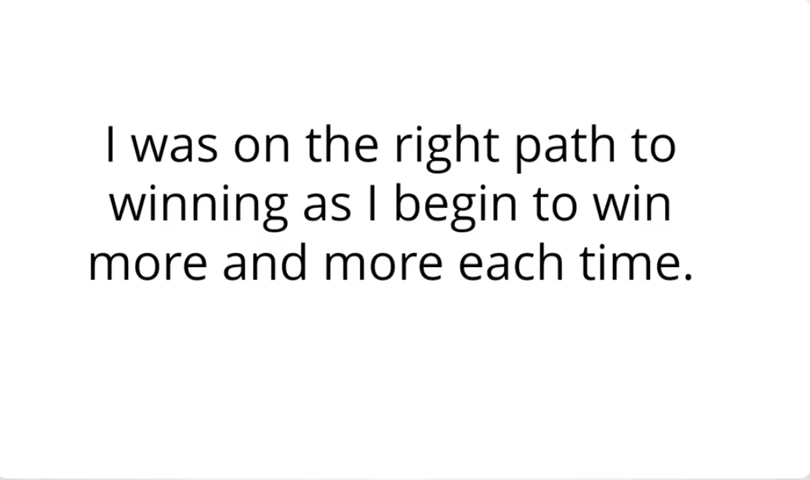 I was on the right path to
winning as I begin to win
more and more each time.